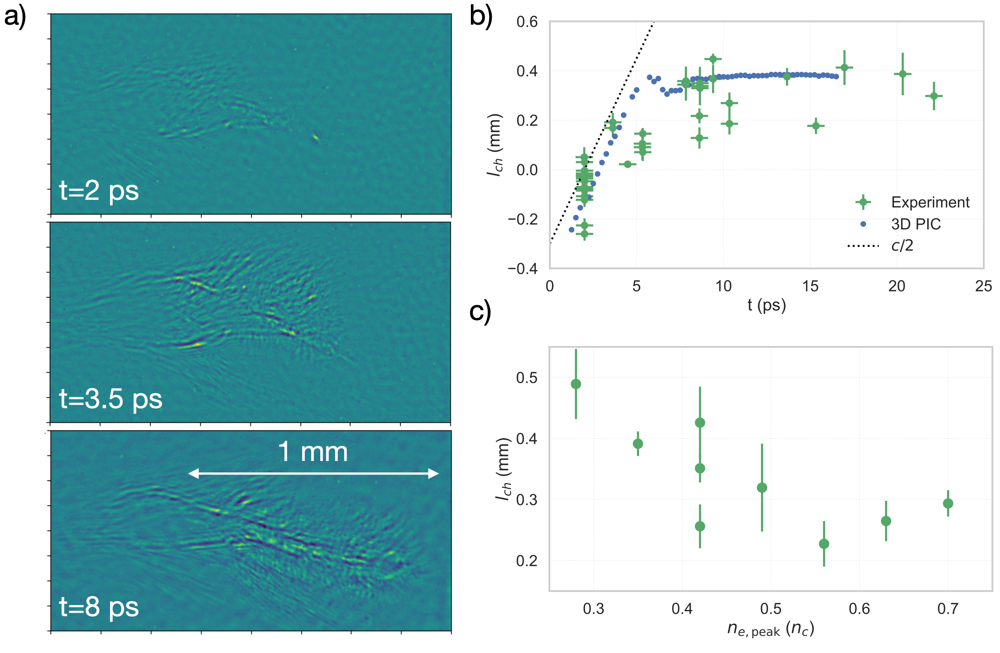 a)
t=2 ps
t=3.5 ps
1 mm
t=8 ps
b)
0.6
0.4
0.2
0.0
−0.2
−0.4
l_ch (mm)
0 5 10 15 20 25
t (ps)
Experiment
3D PIC
c/2
c)
0.5
0.4
0.3
0.2
l_ch (mm)
0.3 0.4 0.5 0.6 0.7
n_e, peak (n_c)